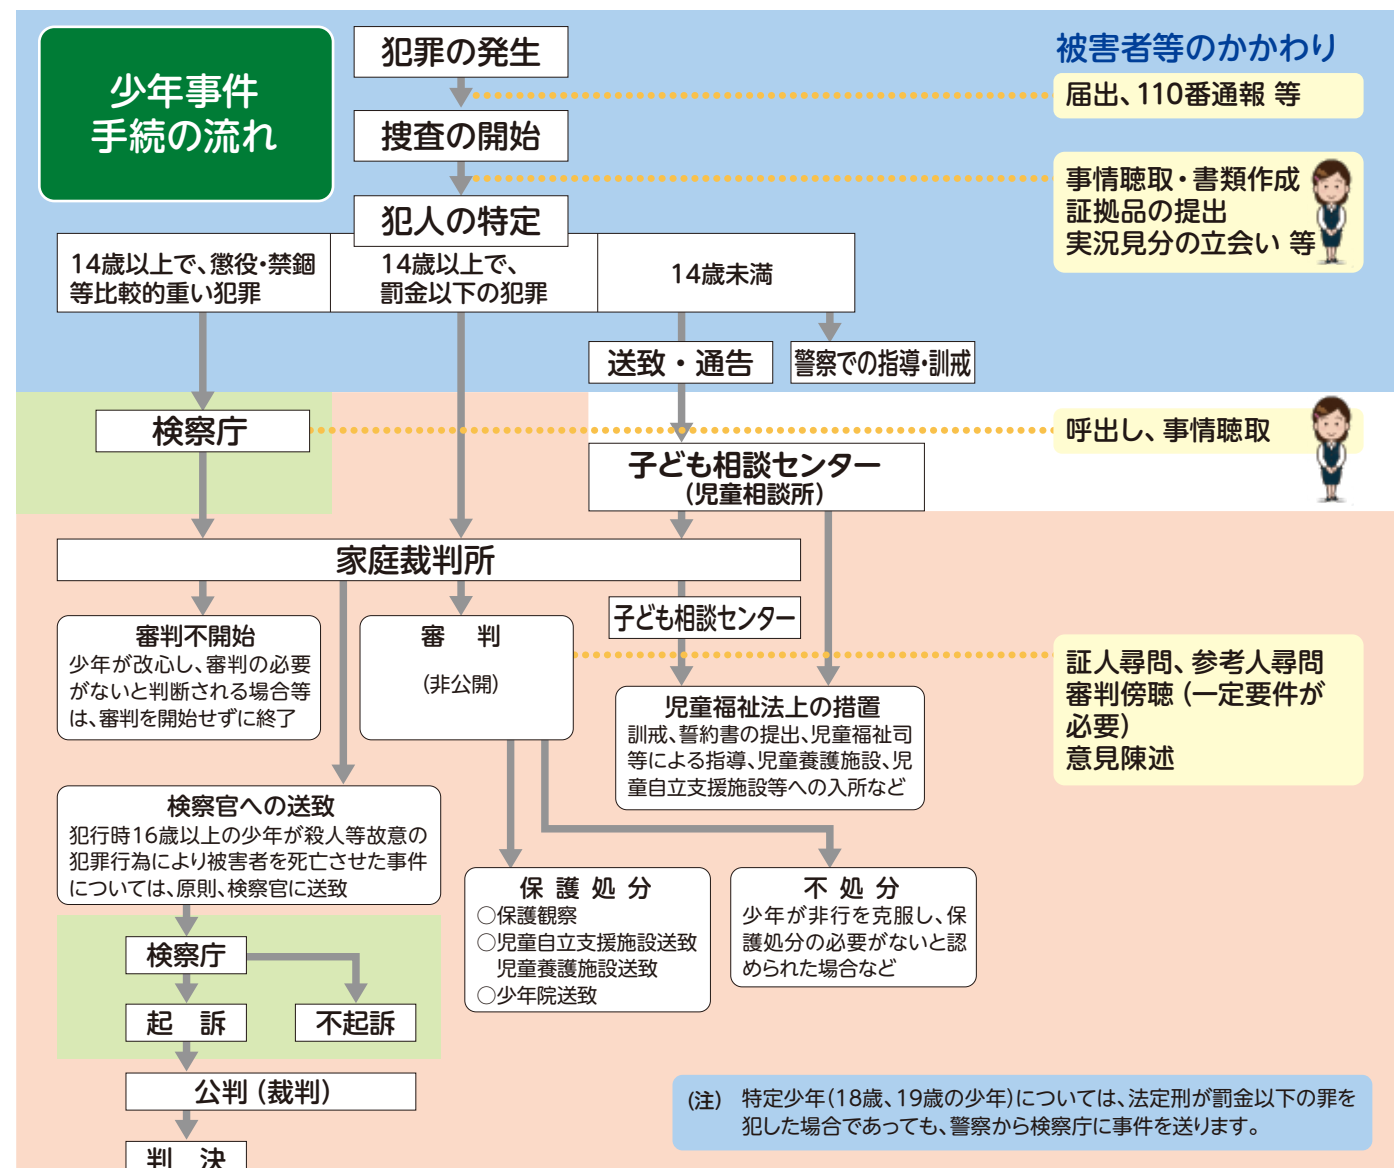 少年事件
手続の流れ
犯罪の発生
捜査の開始
犯人の特定
被害者等のかかわり
届出、110番通報 等
事情聴取・書類作成
証拠品の提出
実況見分の立会い 等
14歳以上で、懲役・禁錮
等比較的重い犯罪
14歳以上で、
罰金以下の犯罪
14歳未満
送致・通告
警察での指導・訓戒
検察庁
呼出し、事情聴取
子ども相談センター
(児童相談所)
家庭裁判所
子ども相談センター
審判不開始
少年が改心し、審判の必要
がないと判断される場合等
は、審判を開始せずに終了
審 判
(非公開)
証人尋問、参考人尋問
審判傍聴(一定要件が
必要)
意見陳述
児童福祉法上の措置
訓戒、誓約書の提出、児童福祉司
等による指導、児童養護施設、児
童自立支援施設等への入所など
検察官への送致
犯行時16歳以上の少年が殺人等故意の
犯罪行為により被害者を死亡させた事件
については、原則、検察官に送致
保護処分
○保護観察
○児童自立支援施設送致
児童養護施設送致
○少年院送致
不処分
少年が非行を克服し、保
護処分の必要がないと認
められた場合など
検察庁
起 訴
不起訴
公判(裁判)
判 決
(注) 特定少年(18歳、19歳の少年)については、法定刑が罰金以下の罪を
犯した場合であっても、警察から検察庁に事件を送ります。